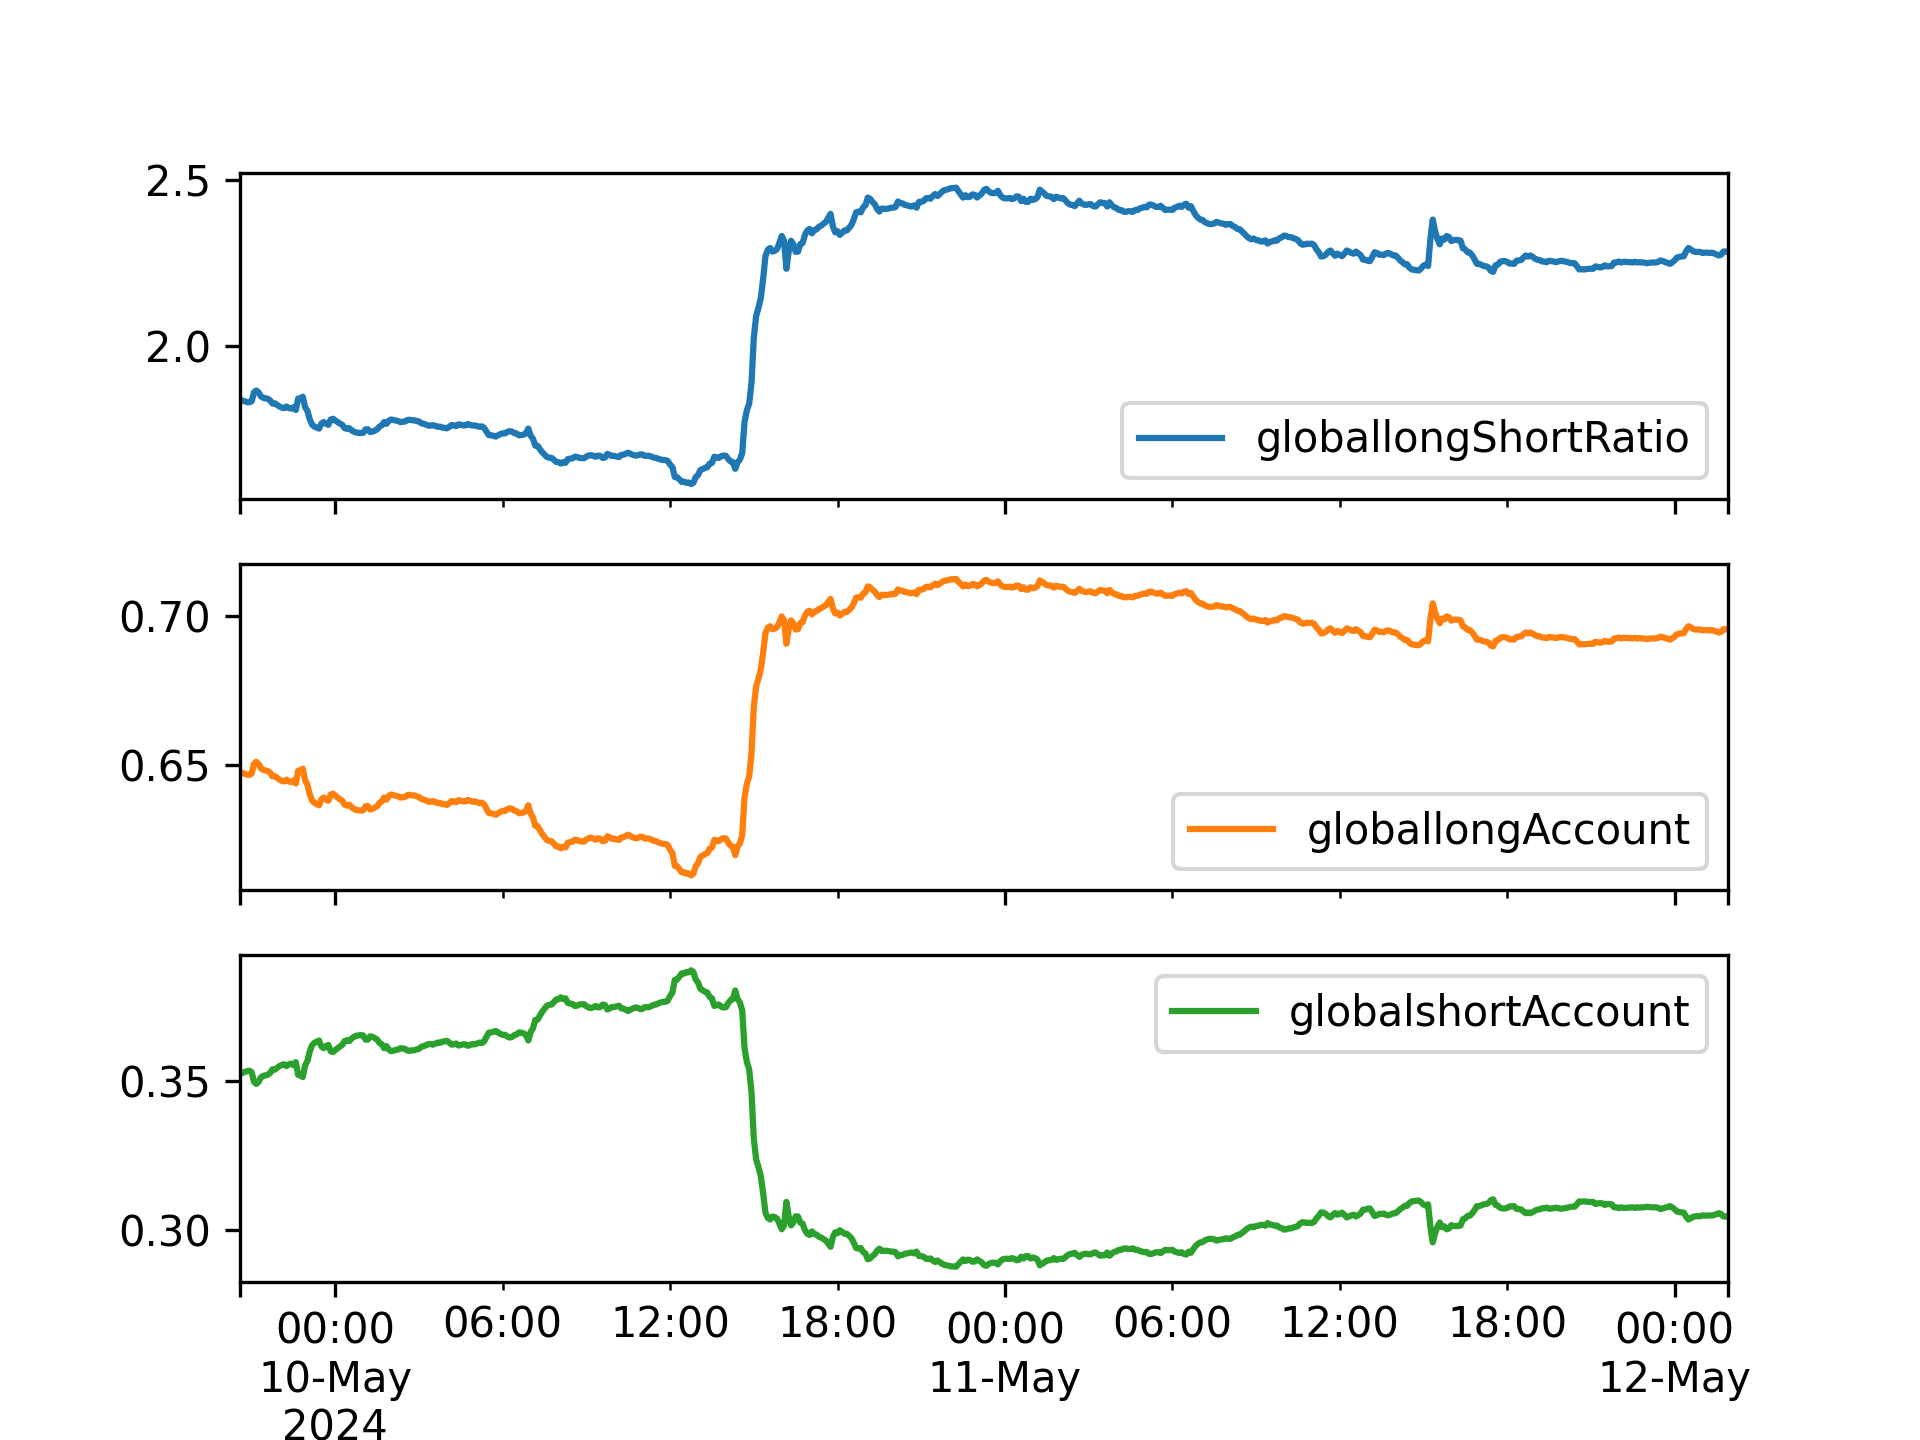 2.5
2.0
globallongShortRatio
0.70
0.65
globallongAccount
globalshortAccount
0.35
0.30
00:00 06:00 12:00 18:00 00:00 06:00 12:00 18:00 00:00
10-May 11-May 12-May
2024